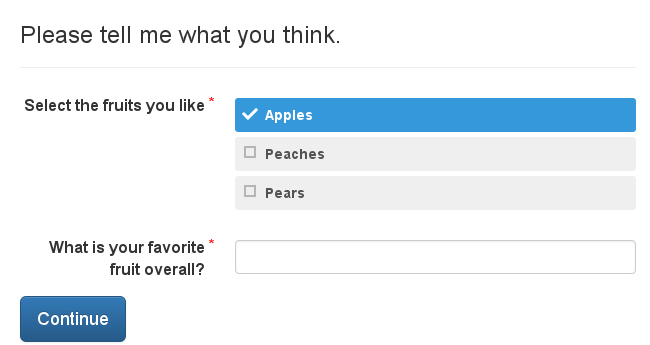 Please tell me what you think.
Select the fruits you like *
Apples
Peaches
Pears
What is your favorite *
fruit overall?
Continue